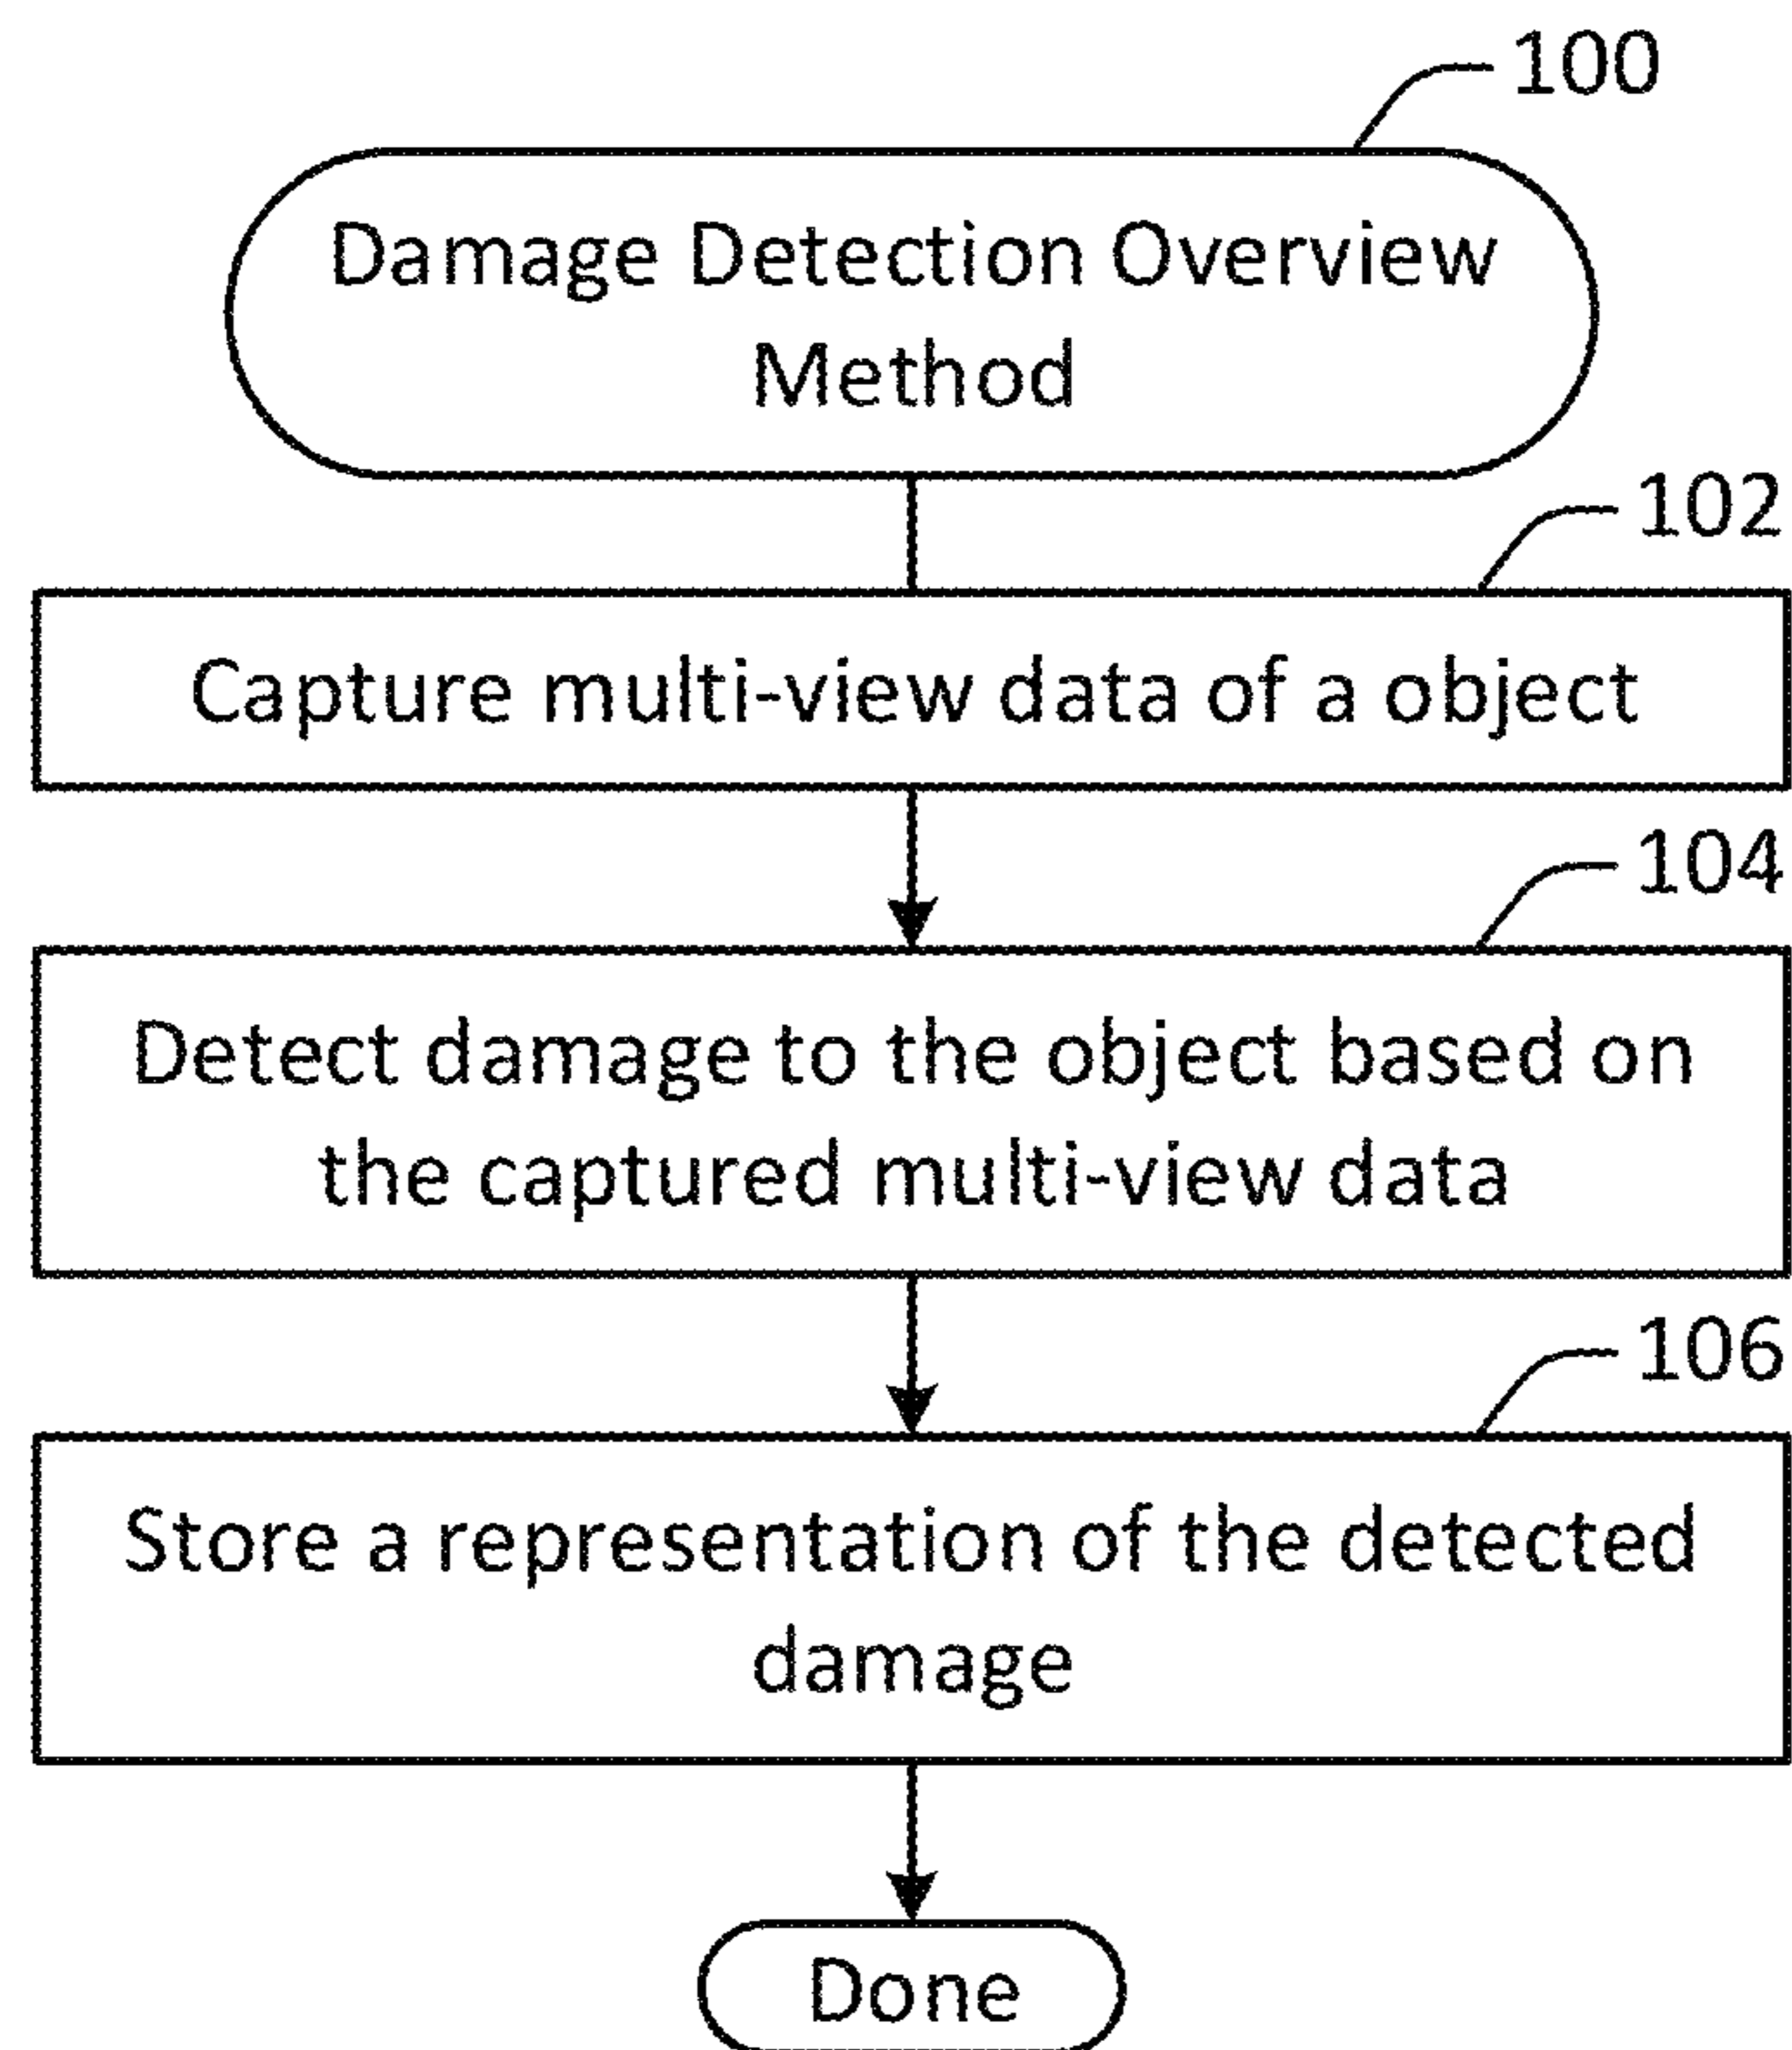 100
Damage Detection Overview
Method
102
Capture multi-view data of a object
104
Detect damage to the object based on
the captured multi-view data
106
Store a representation of the detected
damage
Done